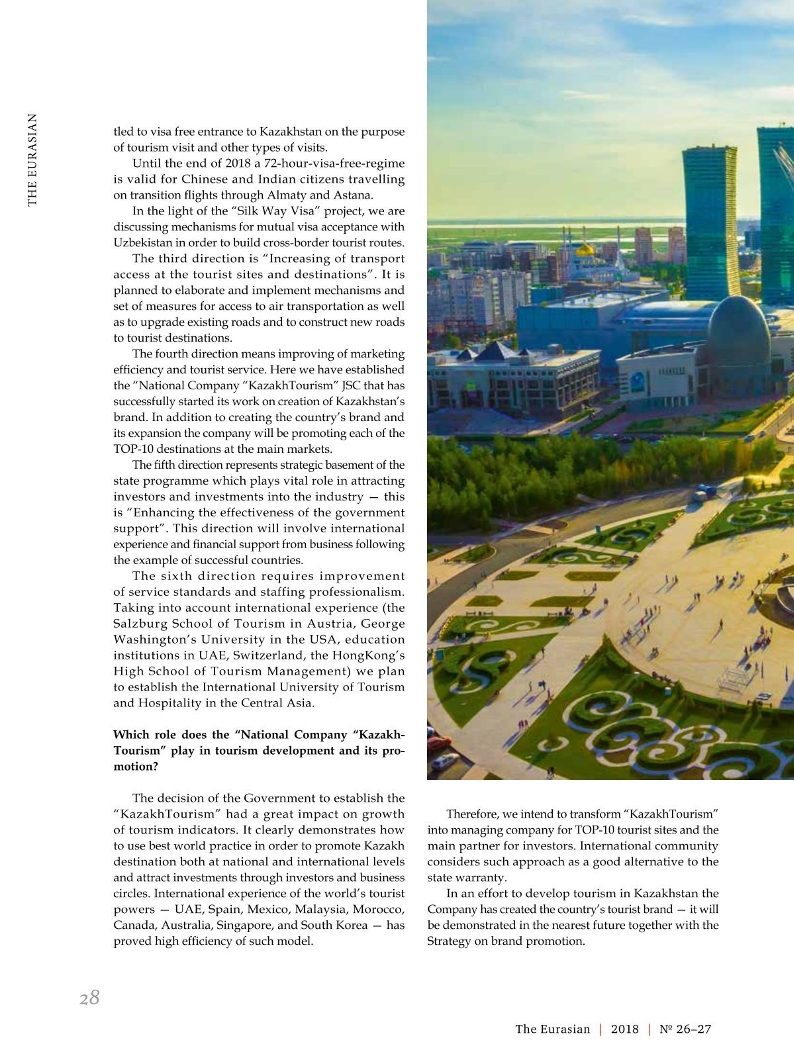 THE EURASIAN
tled to visa free entrance to Kazakhstan on the purpose
of tourism visit and other types of visits.
Until the end of 2018 a 72-hour-visa-free-regime
is valid for Chinese and Indian citizens travelling
on transition flights through Almaty and Astana.
In the light of the “Silk Way Visa” project, we are
discussing mechanisms for mutual visa acceptance with
Uzbekistan in order to build cross-border tourist routes.
The third direction is “Increasing of transport
access at the tourist sites and destinations”. It is
planned to elaborate and implement mechanisms and
set of measures for access to air transportation as well
as to upgrade existing roads and to construct new roads
to tourist destinations.
The fourth direction means improving of marketing
efficiency and tourist service. Here we have established
the “National Company “KazakhTourism” JSC that has
successfully started its work on creation of Kazakhstan’s
brand. In addition to creating the country’s brand and
its expansion the company will be promoting each of the
TOP-10 destinations at the main markets.
The fifth direction represents strategic basement of the
state programme which plays vital role in attracting
investors and investments into the industry — this
is “Enhancing the effectiveness of the government
support”. This direction will involve international
experience and financial support from business following
the example of successful countries.
The sixth direction requires improvement
of service standards and staffing professionalism.
Taking into account international experience (the
Salzburg School of Tourism in Austria, George
Washington’s University in the USA, education
institutions in UAE, Switzerland, the HongKong’s
High School of Tourism Management) we plan
to establish the International University of Tourism
and Hospitality in the Central Asia.
Which role does the “National Company “Kazakh-
Tourism” play in tourism development and its pro-
motion?
The decision of the Government to establish the
“KazakhTourism” had a great impact on growth
of tourism indicators. It clearly demonstrates how
to use best world practice in order to promote Kazakh
destination both at national and international levels
and attract investments through investors and business
circles. International experience of the world’s tourist
powers — UAE, Spain, Mexico, Malaysia, Morocco,
Canada, Australia, Singapore, and South Korea — has
proved high efficiency of such model.
Therefore, we intend to transform “KazakhTourism”
into managing company for TOP-10 tourist sites and the
main partner for investors. International community
considers such approach as a good alternative to the
state warranty.
In an effort to develop tourism in Kazakhstan the
Company has created the country’s tourist brand — it will
be demonstrated in the nearest future together with the
Strategy on brand promotion.
28
The Eurasian | 2018 | № 26–27